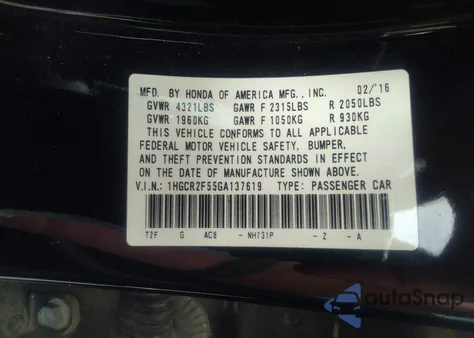 MFD. BY HONDA OF AMERICA MFG., INC. 02/'16
GVWR 4321LBS GAWR F 2315LBS R 2050LBS
GVWR 1960KG GAWR F 1050KG R 930KG
THIS VEHICLE CONFORMS TO ALL APPLICABLE
FEDERAL MOTOR VEHICLE SAFETY, BUMPER,
AND THEFT PREVENTION STANDARDS IN EFFECT
ON THE DATE OF MANUFACTURE SHOWN ABOVE.
V.I.N.: 1HGCR2F55GA137619 TYPE: PASSENGER CAR
T2F G AC8 - NH731P - Z - A
autoSnap